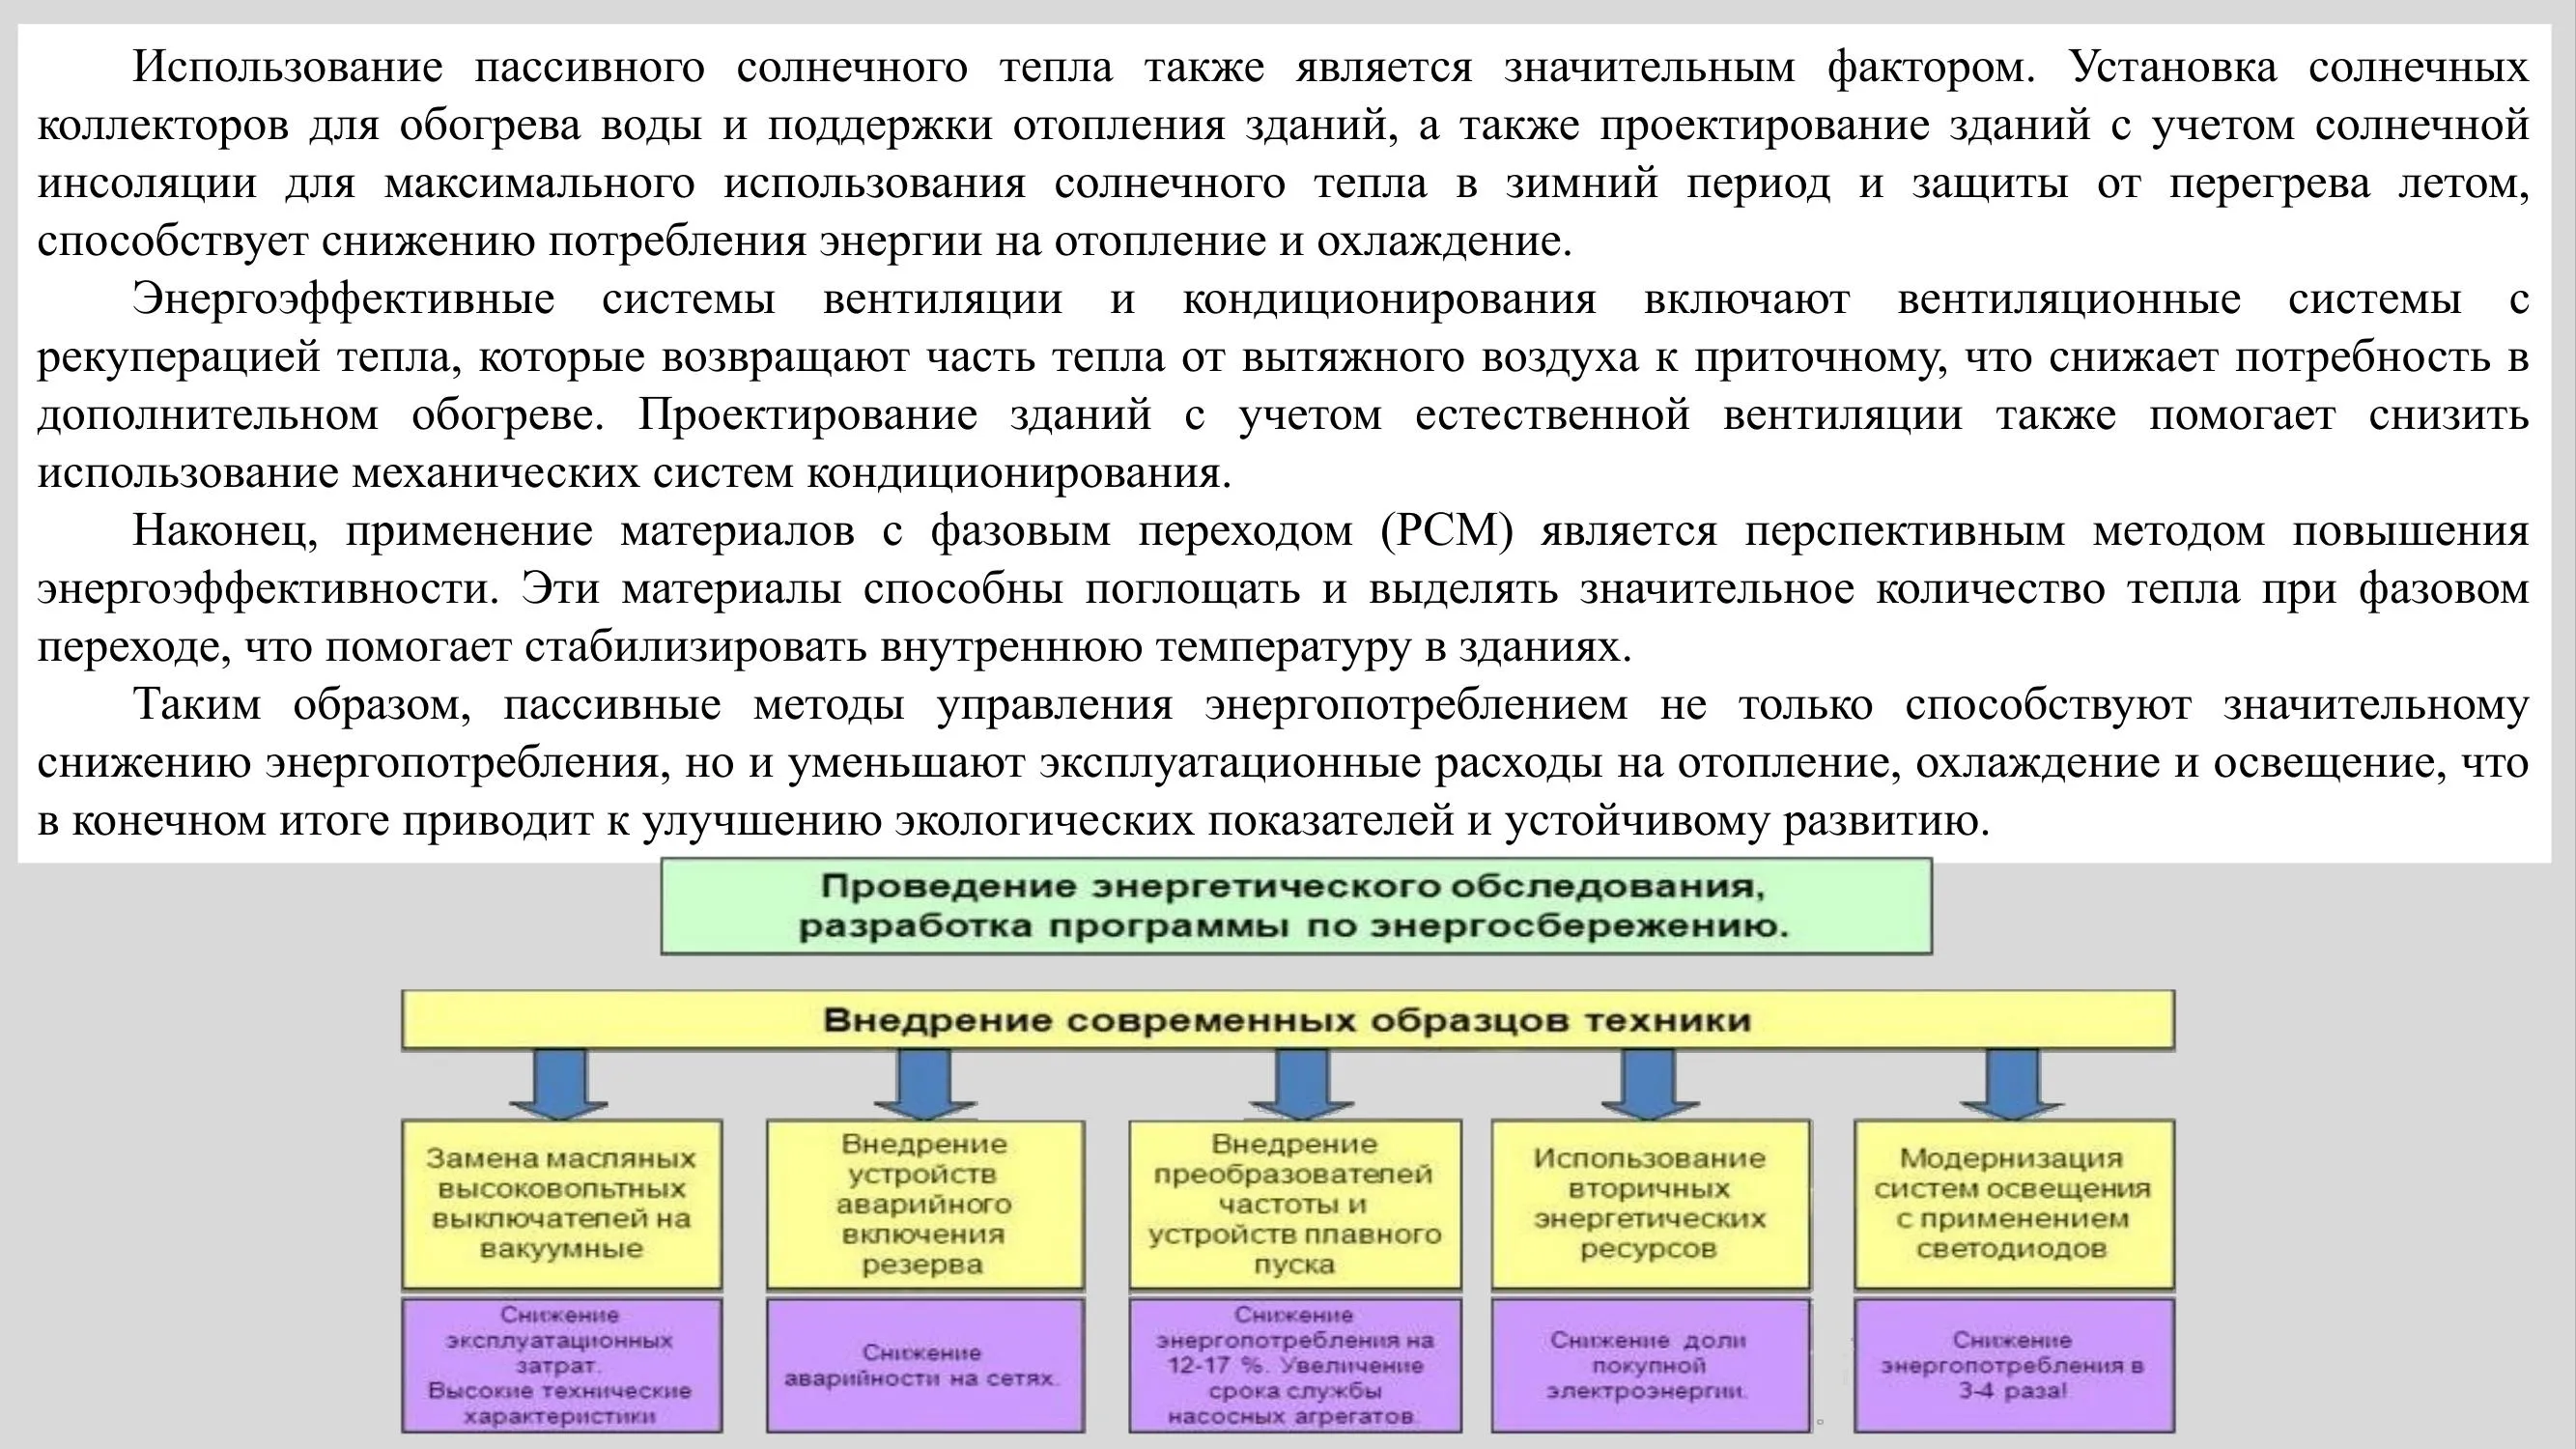 Использование пассивного солнечного тепла также является значительным фактором. Установка солнечных
коллекторов для обогрева воды и поддержки отопления зданий, а также проектирование зданий с учетом солнечной
инсоляции для максимального использования солнечного тепла в зимний период и защиты от перегрева летом,
способствует снижению потребления энергии на отопление и охлаждение.
Энергоэффективные системы вентиляции и кондиционирования включают вентиляционные системы с
рекуперацией тепла, которые возвращают часть тепла от вытяжного воздуха к приточному, что снижает потребность в
дополнительном обогреве. Проектирование зданий с учетом естественной вентиляции также помогает снизить
использование механических систем кондиционирования.
Наконец, применение материалов с фазовым переходом (PCM) является перспективным методом повышения
энергоэффективности. Эти материалы способны поглощать и выделять значительное количество тепла при фазовом
переходе, что помогает стабилизировать внутреннюю температуру в зданиях.
Таким образом, пассивные методы управления энергопотреблением не только способствуют значительному
снижению энергопотребления, но и уменьшают эксплуатационные расходы на отопление, охлаждение и освещение, что
в конечном итоге приводит к улучшению экологических показателей и устойчивому развитию.
Проведение энергетического обследования,
разработка программы по энергосбережению.
Внедрение современных образцов техники
Замена масляных
высоковольтных
выключателей на
вакуумные
Внедрение
устройств
аварийного
включения
резерва
Внедрение
преобразователей
частоты и
устройств плавного
пуска
Использование
вторичных
энергетических
ресурсов
Модернизация
систем освещения
с применением
светодиодов
Снижение
эксплуатационных
затрат.
Высокие технические
характеристики
Снижение
аварийности на сетях.
Снижение
энергопотребления на
12-17 %. Увеличение
срока службы
насосных агрегатов.
Снижение доли
покупной
электроэнергии.
Снижение
энергопотребления в
3-4 раза!